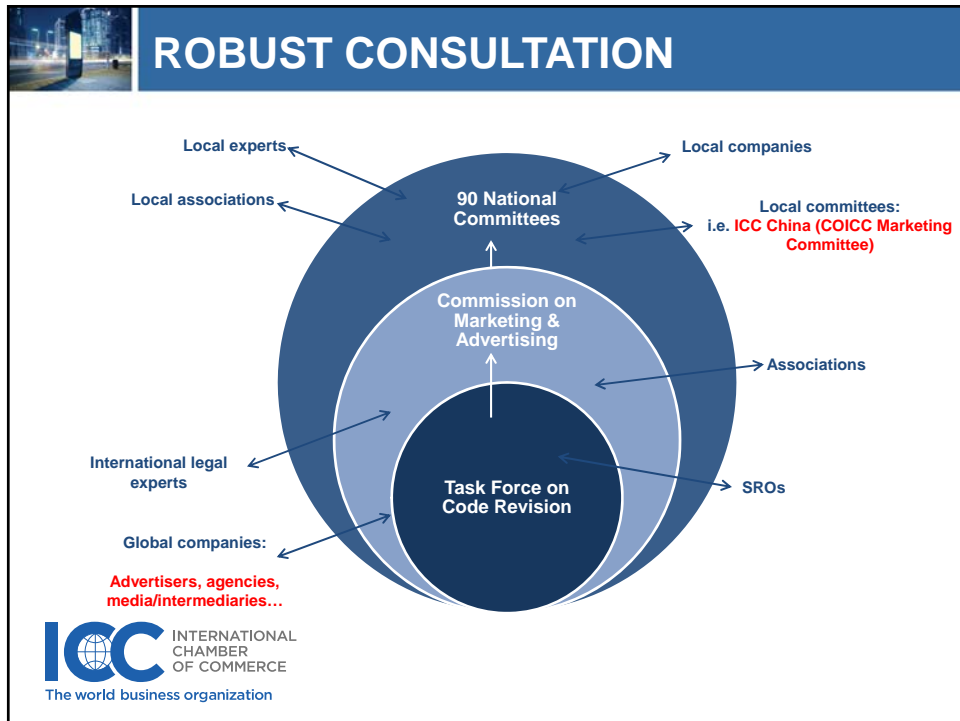 ROBUST CONSULTATION
Local experts
Local companies
Local associations
90 National
Committees
Local committees:
i.e. ICC China (COICC Marketing
Committee)
Commission on
Marketing &
Advertising
Associations
International legal
experts
Task Force on
Code Revision
SROs
Global companies:
Advertisers, agencies,
media/intermediaries…
ICC INTERNATIONAL
CHAMBER
OF COMMERCE
The world business organization